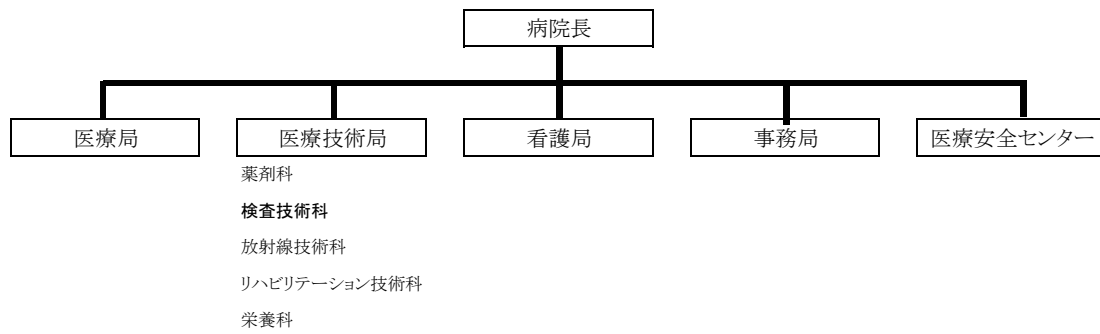 病院長
医療局
医療技術局
看護局
事務局
医療安全センター
薬剤科
検査技術科
放射線技術科
リハビリテーション技術科
栄養科